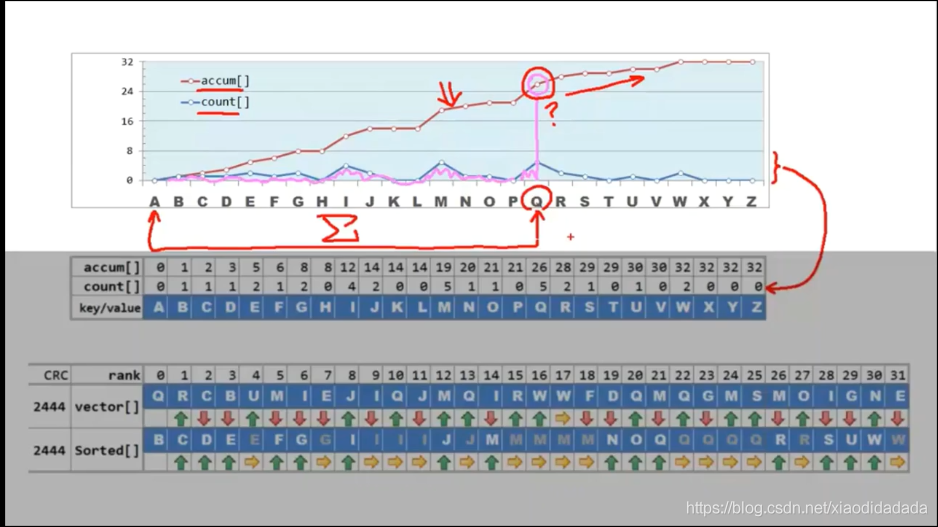 32
accum[]
24
count[]
?
16
8
0
A B C D E F G H I J K L M N O P Q R S T U V W X Y Z
Σ
accum[] 0 1 2 3 5 6 8 8 12 14 14 14 19 20 21 21 26 28 29 29 30 30 32 32 32 32
count[] 0 1 1 1 2 1 2 0 4 2 0 0 5 1 1 0 5 2 1 0 1 0 2 0 0 0
key/value A B C D E F G H I J K L M N O P Q R S T U V W X Y Z
CRC rank 0 1 2 3 4 5 6 7 8 9 10 11 12 13 14 15 16 17 18 19 20 21 22 23 24 25 26 27 28 29 30 31
2444 vector[] Q R C B U M I E J I Q J M Q I R W W F D Q M Q G M S M O I G N E
2444 Sorted[] B C D E E F G G I I I I J J M M M M M N O Q Q Q Q Q R R S U W W
https://blog.csdn.net/xiaodidadada